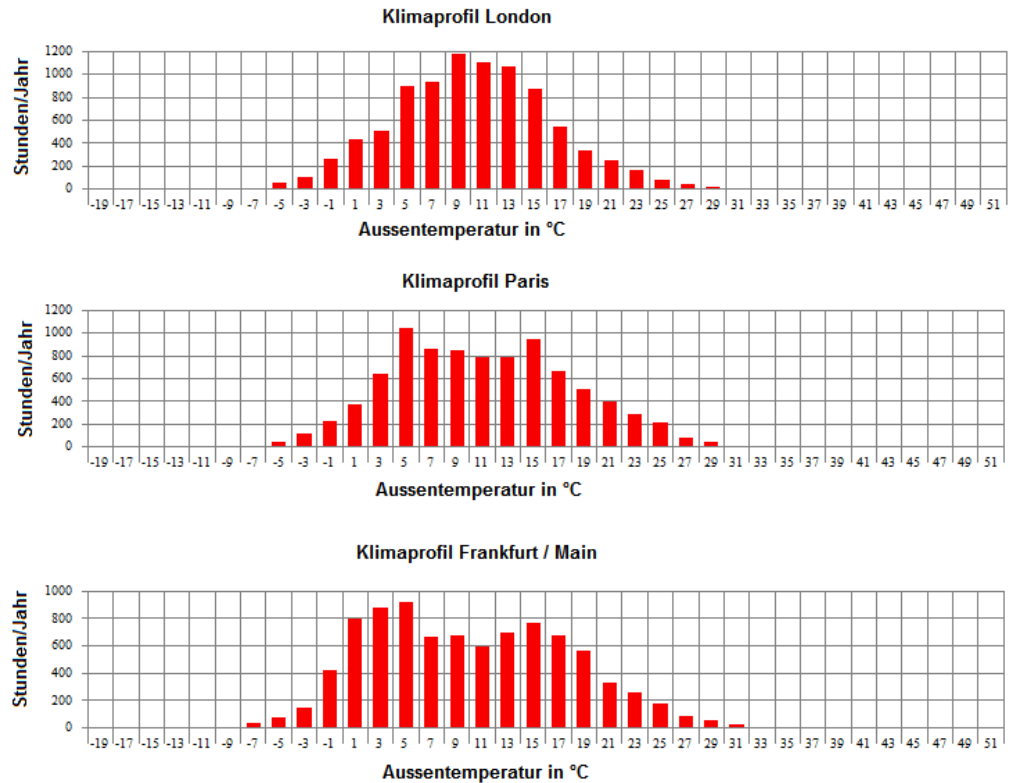 Klimaprofil London
Stunden/Jahr
1200
1000
800
600
400
200
0
-19 -17 -15 -13 -11 -9 -7 -5 -3 -1 1 3 5 7 9 11 13 15 17 19 21 23 25 27 29 31 33 35 37 39 41 43 45 47 49 51
Aussentemperatur in °C
Klimaprofil Paris
Stunden/Jahr
1200
1000
800
600
400
200
0
-19 -17 -15 -13 -11 -9 -7 -5 -3 -1 1 3 5 7 9 11 13 15 17 19 21 23 25 27 29 31 33 35 37 39 41 43 45 47 49 51
Aussentemperatur in °C
Klimaprofil Frankfurt / Main
Stunden/Jahr
1000
800
600
400
200
0
-19 -17 -15 -13 -11 -9 -7 -5 -3 -1 1 3 5 7 9 11 13 15 17 19 21 23 25 27 29 31 33 35 37 39 41 43 45 47 49 51
Aussentemperatur in °C